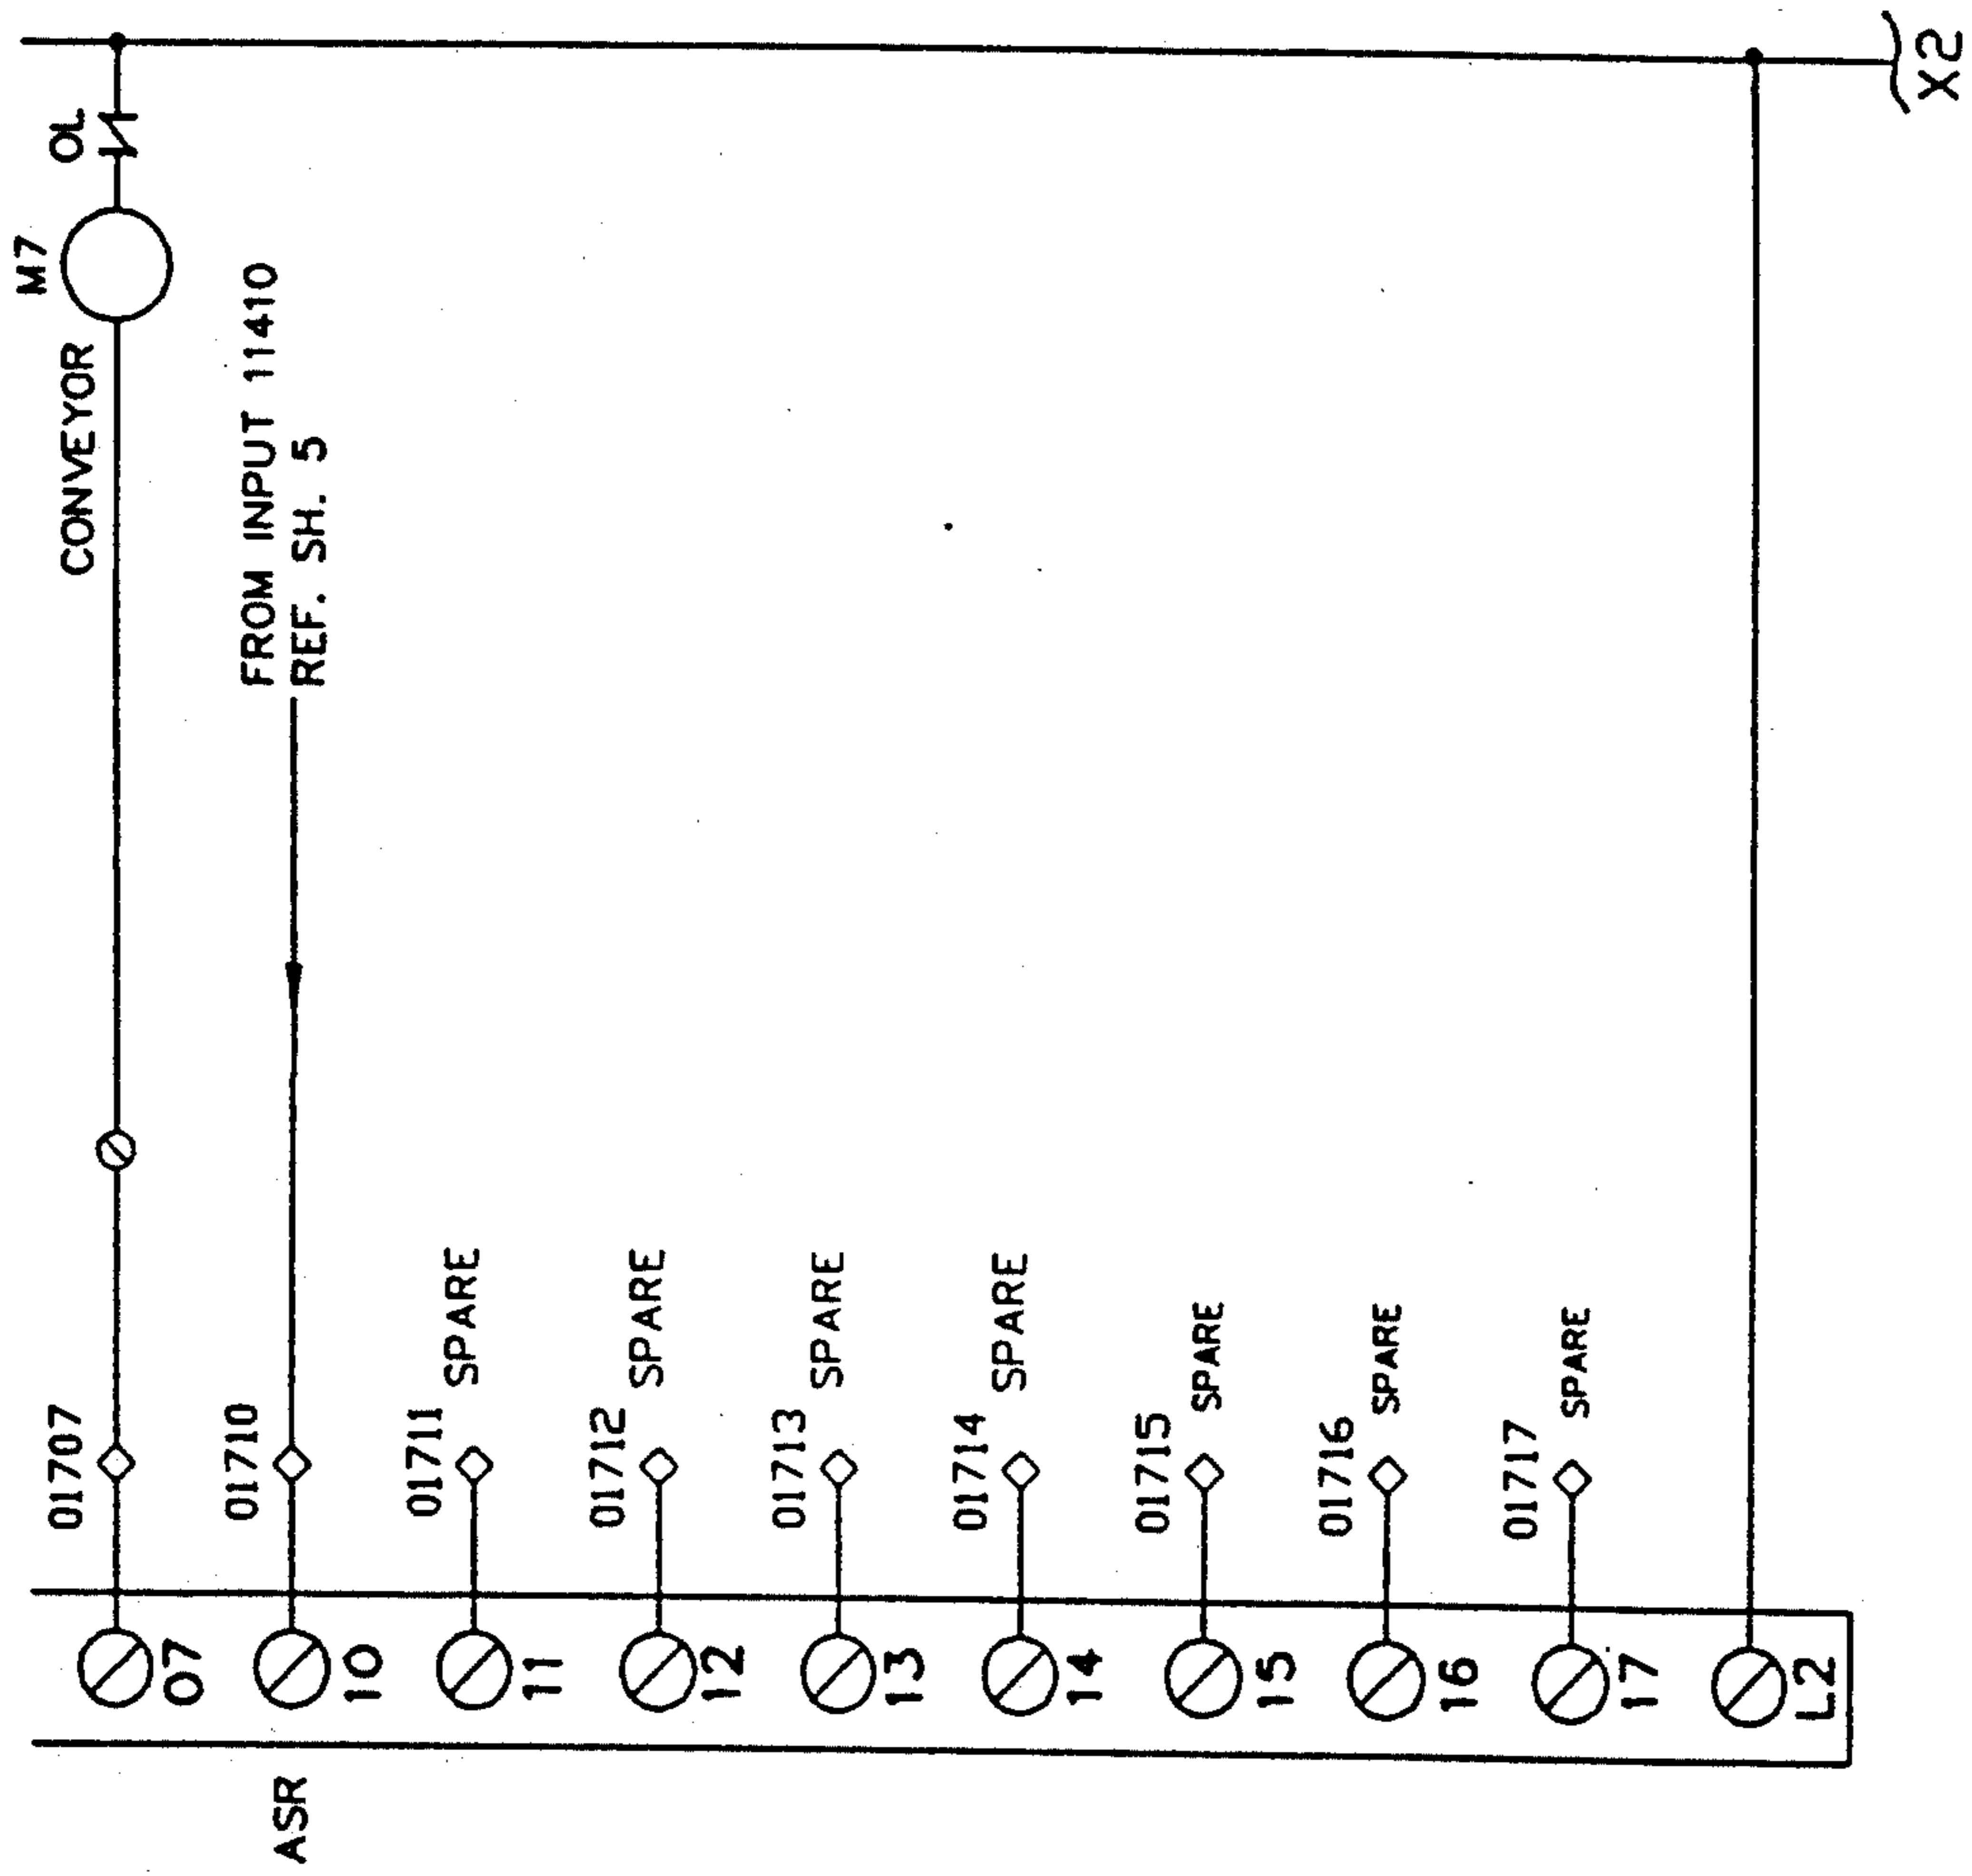 M7
OL
CONVEYOR
01707
07
FROM INPUT 11410
REF. SH. 5
01710
10
ASR
01711
SPARE
11
01712
SPARE
12
01713
SPARE
13
01714
SPARE
14
01715
SPARE
15
01716
SPARE
16
01717
SPARE
17
L2
X2